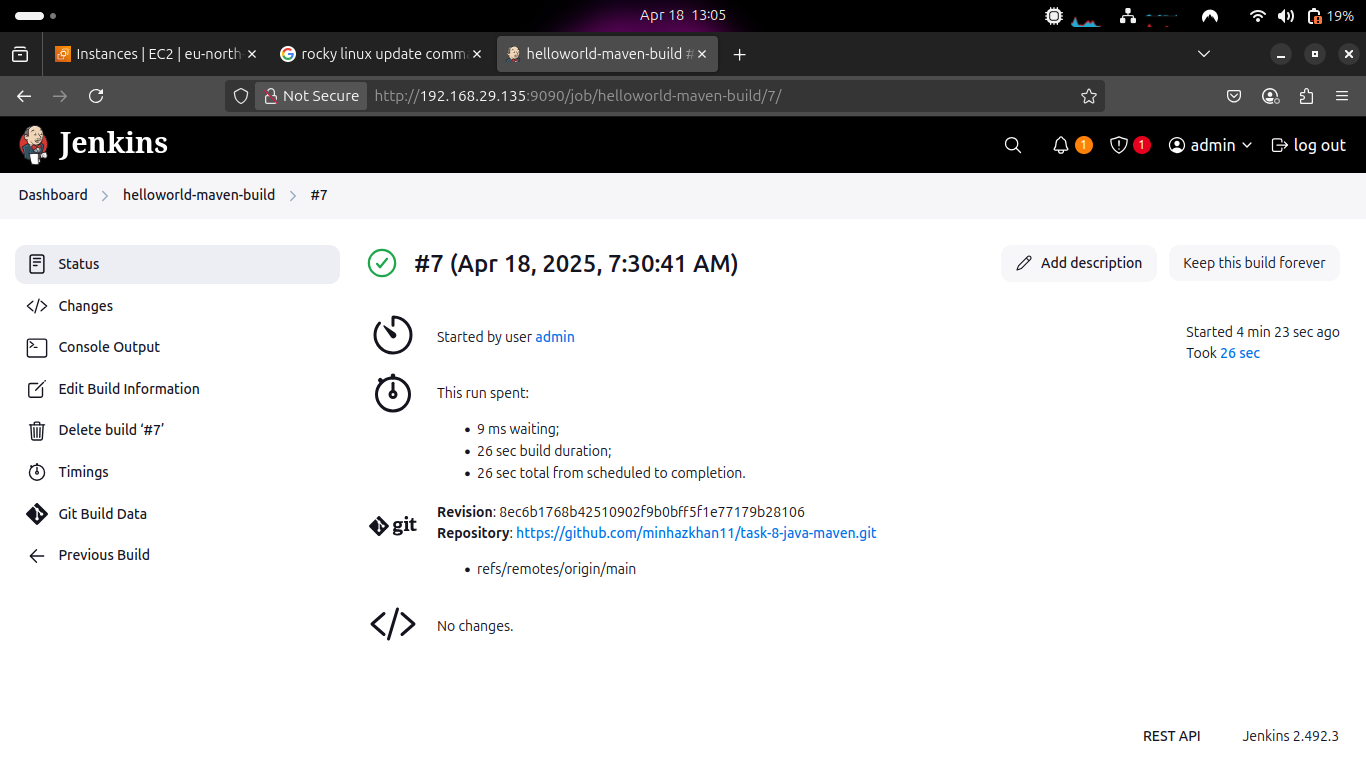 Apr 18 13:05
19%
Instances | EC2 | eu-north
rocky linux update comm
helloworld-maven-build #
Not Secure
http://192.168.29.135:9090/job/helloworld-maven-build/7/
Jenkins
1
1
admin
log out
Dashboard
helloworld-maven-build
#7
Status
Changes
Console Output
Edit Build Information
Delete build ‘#7’
Timings
Git Build Data
Previous Build
#7 (Apr 18, 2025, 7:30:41 AM)
Add description
Keep this build forever
Started by user admin
Started 4 min 23 sec ago
Took 26 sec
This run spent:
9 ms waiting;
26 sec build duration;
26 sec total from scheduled to completion.
git
Revision: 8ec6b1768b42510902f9b0bff5f1e77179b28106
Repository: https://github.com/minhazkhan11/task-8-java-maven.git
refs/remotes/origin/main
No changes.
REST API
Jenkins 2.492.3